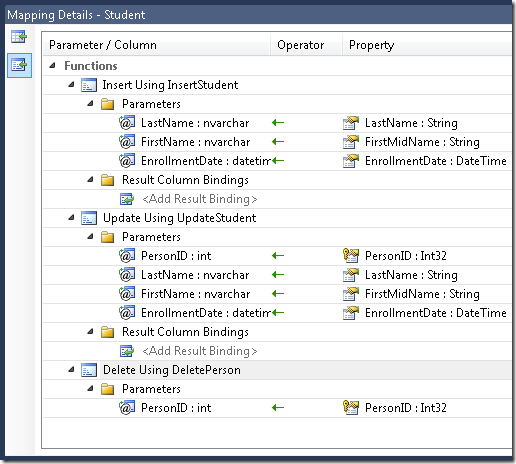 Mapping Details - Student
Parameter / Column Operator Property
Functions
Insert Using InsertStudent
Parameters
LastName : nvarchar ← LastName : String
FirstName : nvarchar ← FirstMidName : String
EnrollmentDate : datetim ← EnrollmentDate : DateTime
Result Column Bindings
<Add Result Binding>
Update Using UpdateStudent
Parameters
PersonID : int ← PersonID : Int32
LastName : nvarchar ← LastName : String
FirstName : nvarchar ← FirstMidName : String
EnrollmentDate : datetim ← EnrollmentDate : DateTime
Result Column Bindings
<Add Result Binding>
Delete Using DeletePerson
Parameters
PersonID : int ← PersonID : Int32